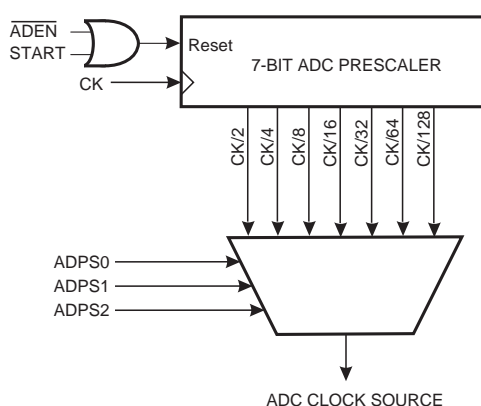 ADEN
START
Reset
CK
7-BIT ADC PRESCALER
CK/2
CK/4
CK/8
CK/16
CK/32
CK/64
CK/128
ADPS0
ADPS1
ADPS2
ADC CLOCK SOURCE